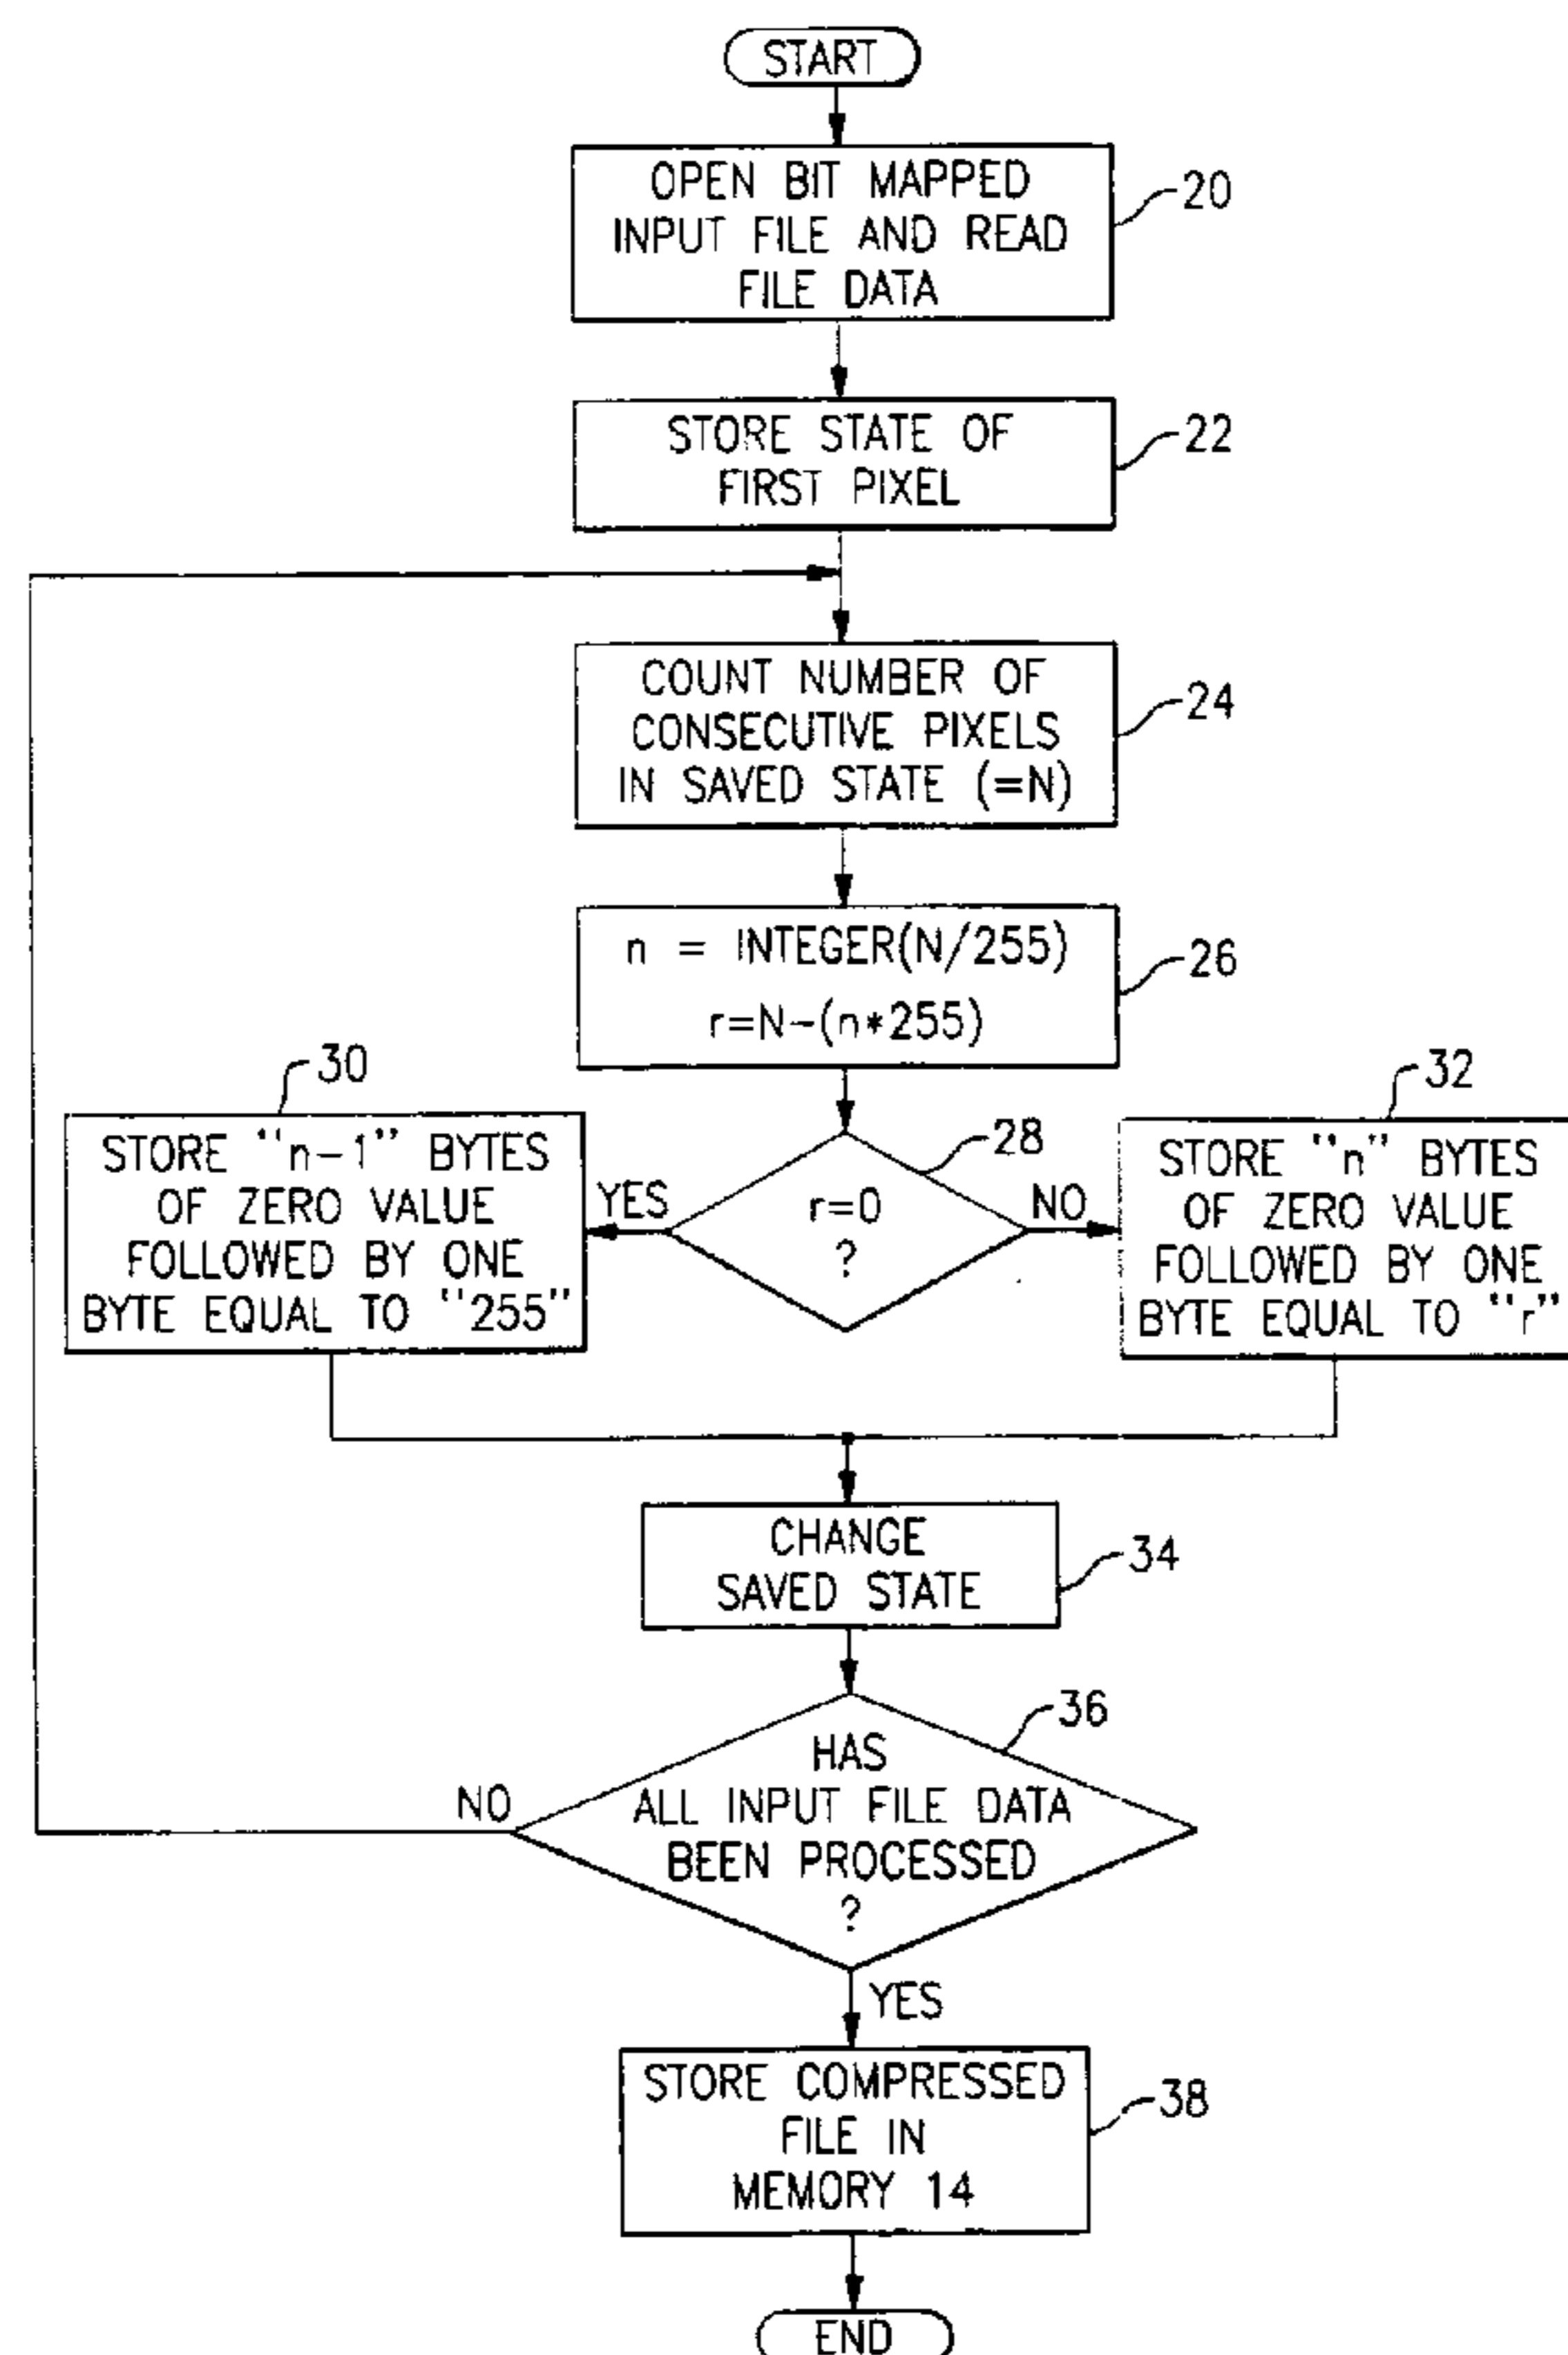 START
OPEN BIT MAPPED
INPUT FILE AND READ
FILE DATA
20
STORE STATE OF
FIRST PIXEL
22
COUNT NUMBER OF
CONSECUTIVE PIXELS
IN SAVED STATE (=N)
24
n = INTEGER(N/255)
r=N-(n*255)
26
28
r=0
?
YES
NO
30
STORE "n-1" BYTES
OF ZERO VALUE
FOLLOWED BY ONE
BYTE EQUAL TO "255"
32
STORE "n" BYTES
OF ZERO VALUE
FOLLOWED BY ONE
BYTE EQUAL TO "r"
CHANGE
SAVED STATE
34
36
HAS
ALL INPUT FILE DATA
BEEN PROCESSED
?
NO
YES
STORE COMPRESSED
FILE IN
MEMORY 14
38
END